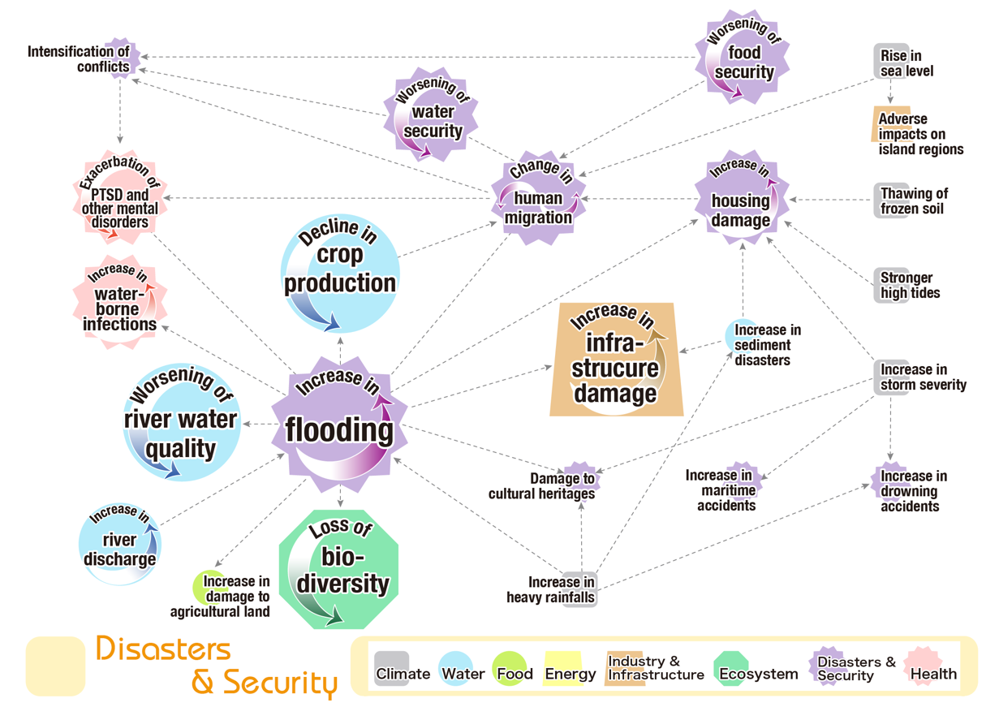 Intensification of
conflicts
Worsening of
food
security
Rise in
sea level
Worsening of
water
security
Adverse
impacts on
island regions
Exacerbation of
PTSD and
other mental
disorders
Change in
human
migration
Increase in
housing
damage
Thawing of
frozen soil
Decline in
crop
production
Increase in
water-
borne
infections
Stronger
high tides
Increase in
infra-
strucure
damage
Increase in
sediment
disasters
Worsening of
river water
quality
Increase in
flooding
Increase in
storm severity
Damage to
cultural heritages
Increase in
maritime
accidents
Increase in
drowning
accidents
Increase in
river
discharge
Loss of
bio-
diversity
Increase in
damage to
agricultural land
Increase in
heavy rainfalls
Disasters
& Security
Climate
Water
Food
Energy
Industry &
Infrastructure
Ecosystem
Disasters &
Security
Health